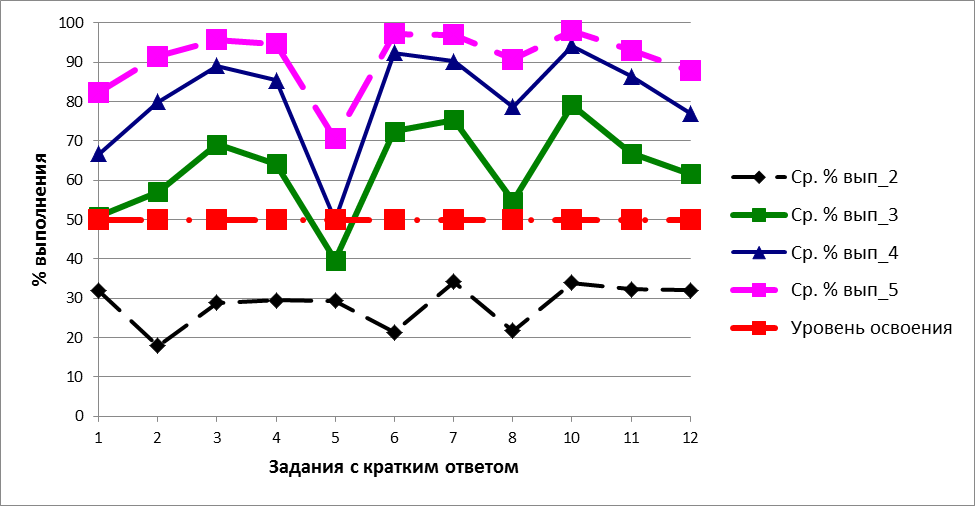 % выполнения
100
90
80
70
60
50
40
30
20
10
0
1 2 3 4 5 6 7 8 10 11 12
Задания с кратким ответом
Ср. % вып_2
Ср. % вып_3
Ср. % вып_4
Ср. % вып_5
Уровень освоения